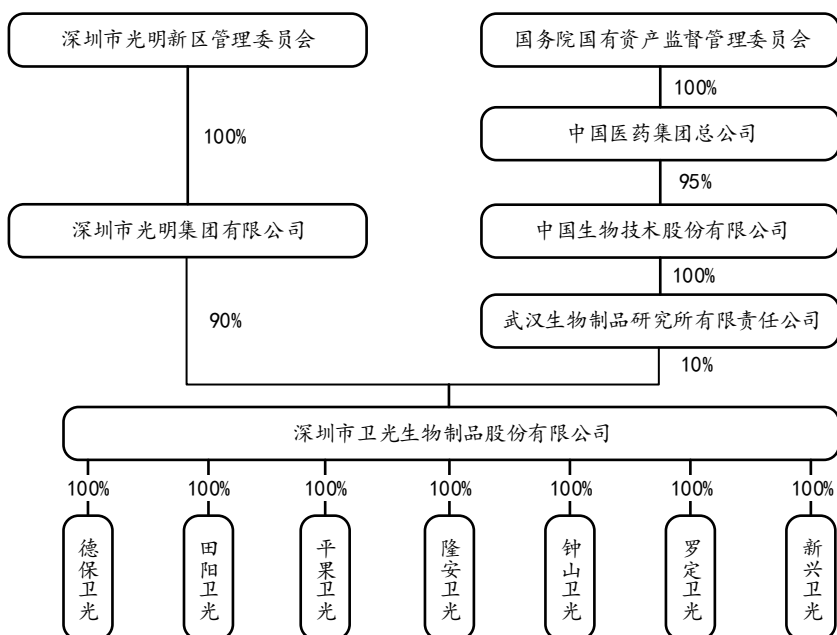 深圳市光明新区管理委员会
国务院国有资产监督管理委员会
100%
中国医药集团总公司
100%
95%
深圳市光明集团有限公司
中国生物技术股份有限公司
100%
90%
武汉生物制品研究所有限责任公司
10%
深圳市卫光生物制品股份有限公司
100%
100%
100%
100%
100%
100%
100%
德保卫光
田阳卫光
平果卫光
隆安卫光
钟山卫光
罗定卫光
新兴卫光